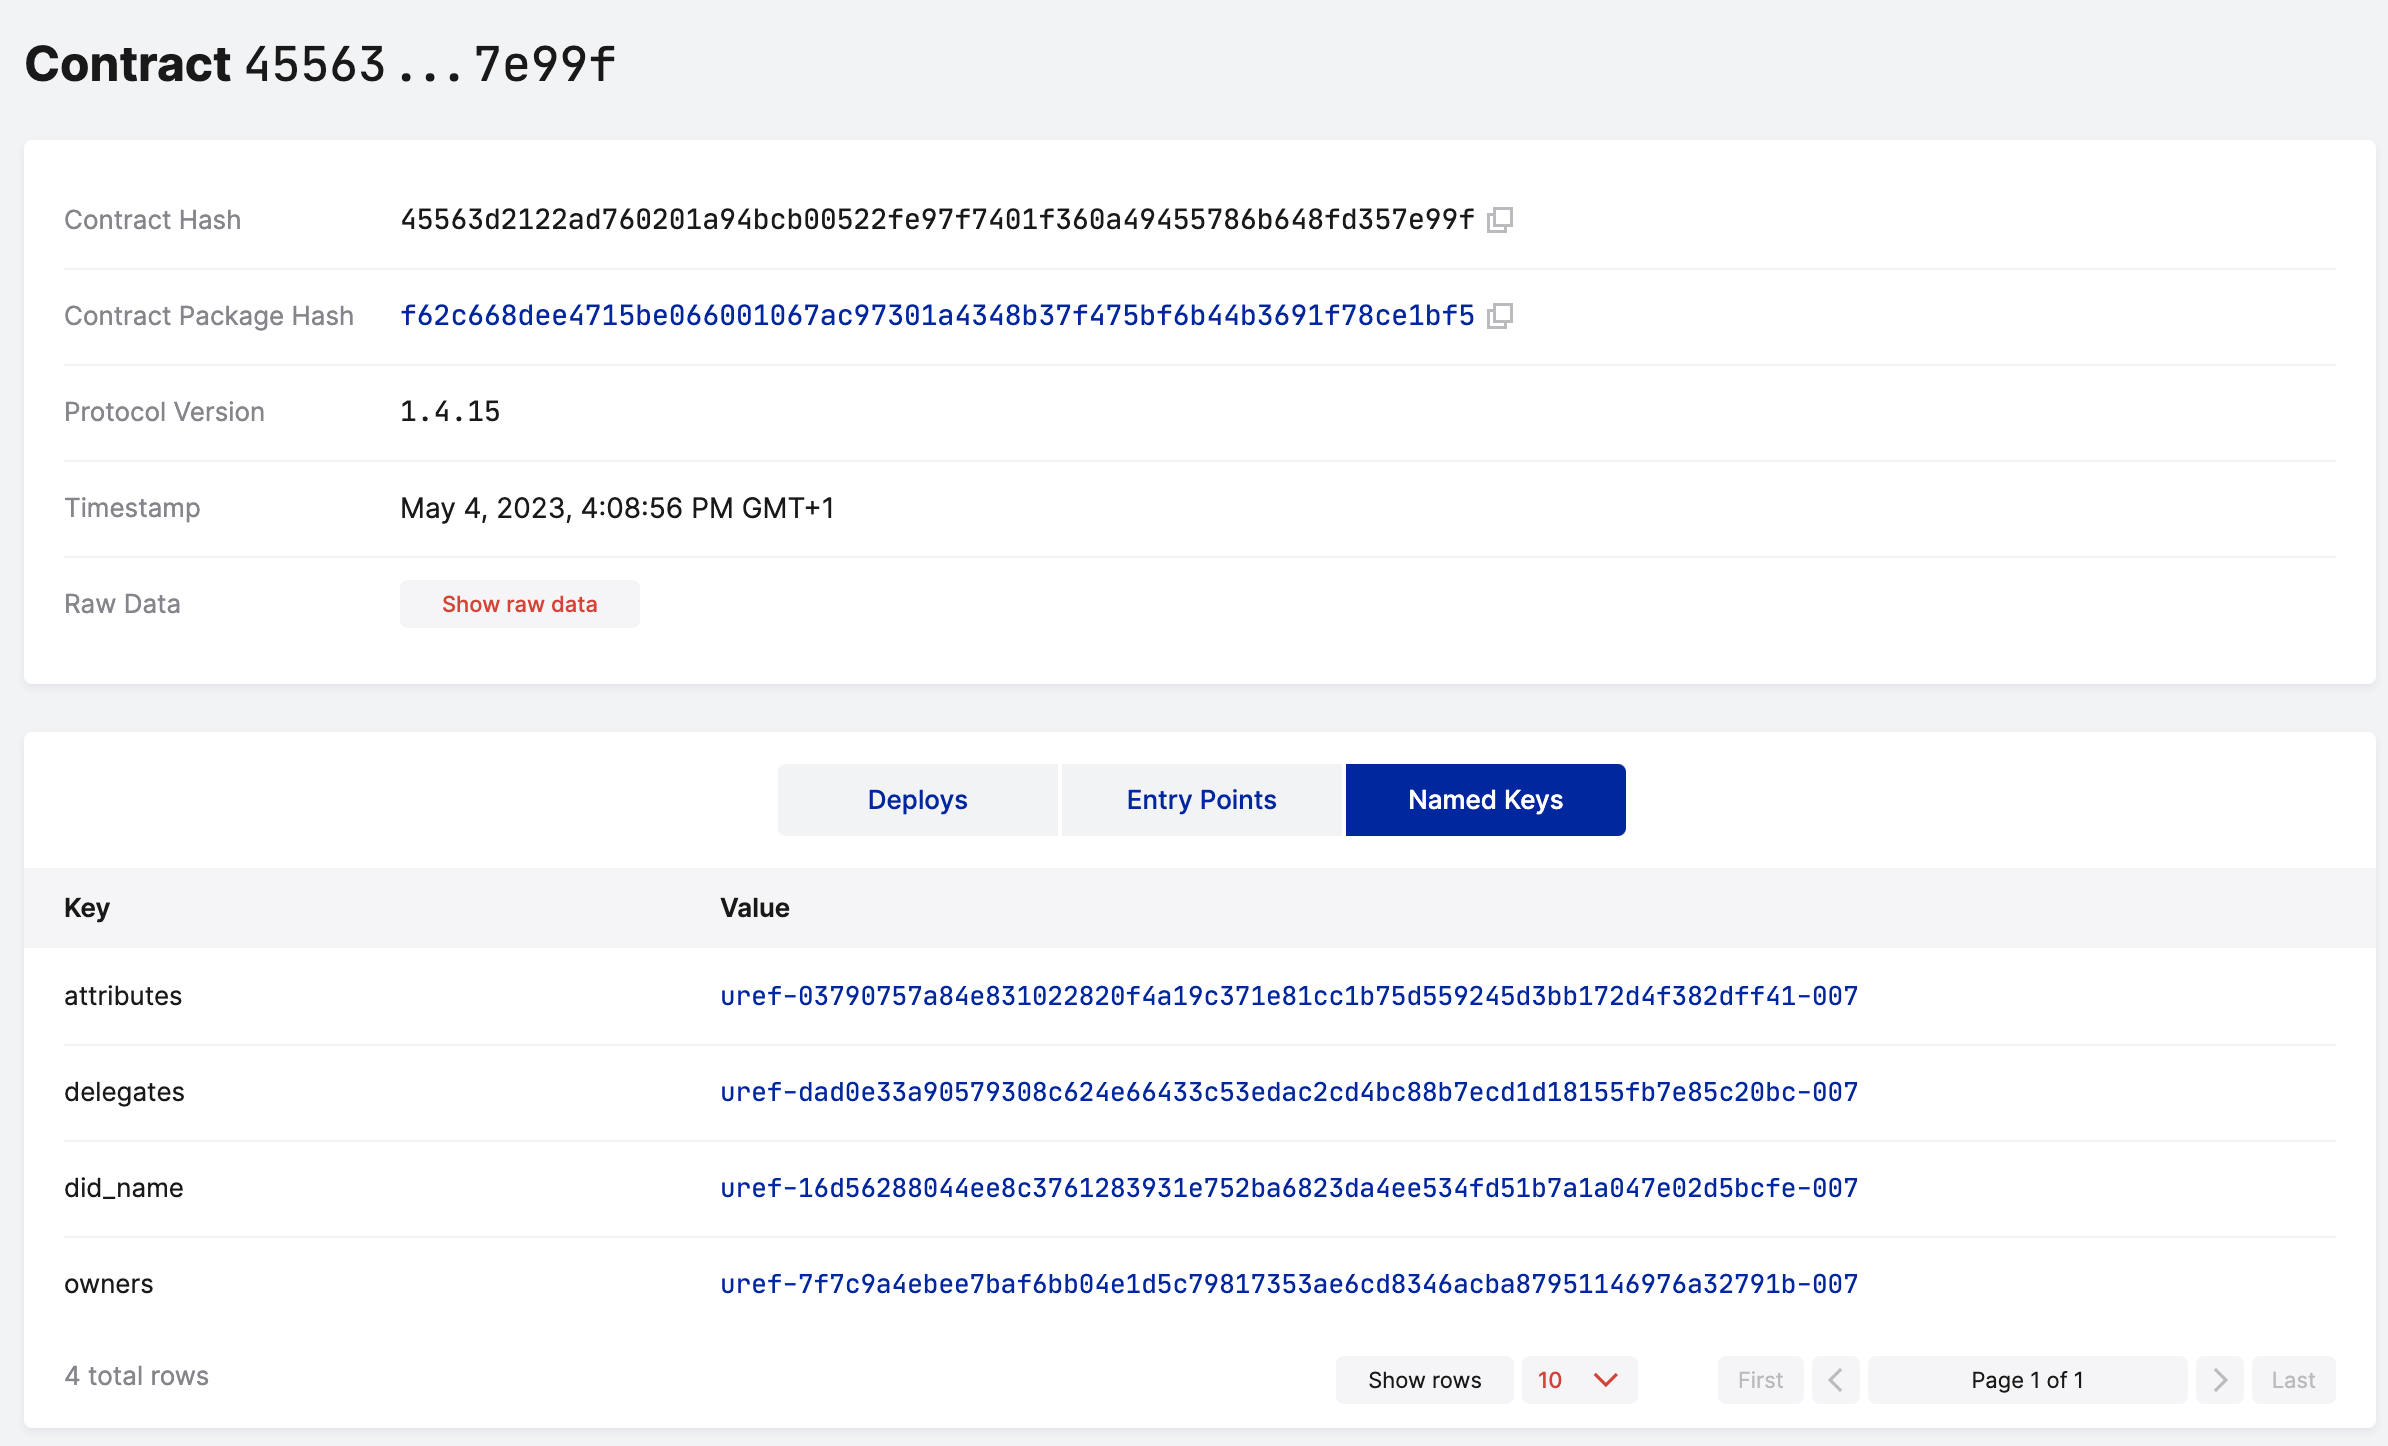 Contract 45563...7e99f
Contract Hash 45563d2122ad760201a94bcb00522fe97f7401f360a49455786b648fd357e99f
Contract Package Hash f62c668dee4715be066001067ac97301a4348b37f475bf6b44b3691f78ce1bf5
Protocol Version 1.4.15
Timestamp May 4, 2023, 4:08:56 PM GMT+1
Raw Data Show raw data
Deploys Entry Points Named Keys
Key Value
attributes uref-03790757a84e831022820f4a19c371e81cc1b75d559245d3bb172d4f382dff41-007
delegates uref-dad0e33a90579308c624e66433c53edac2cd4bc88b7ecd1d18155fb7e85c20bc-007
did_name uref-16d56288044ee8c3761283931e752ba6823da4ee534fd51b7a1a047e02d5bcfe-007
owners uref-7f7c9a4ebee7baf6bb04e1d5c79817353ae6cd8346acba87951146976a32791b-007
4 total rows Show rows 10 First Page 1 of 1 Last